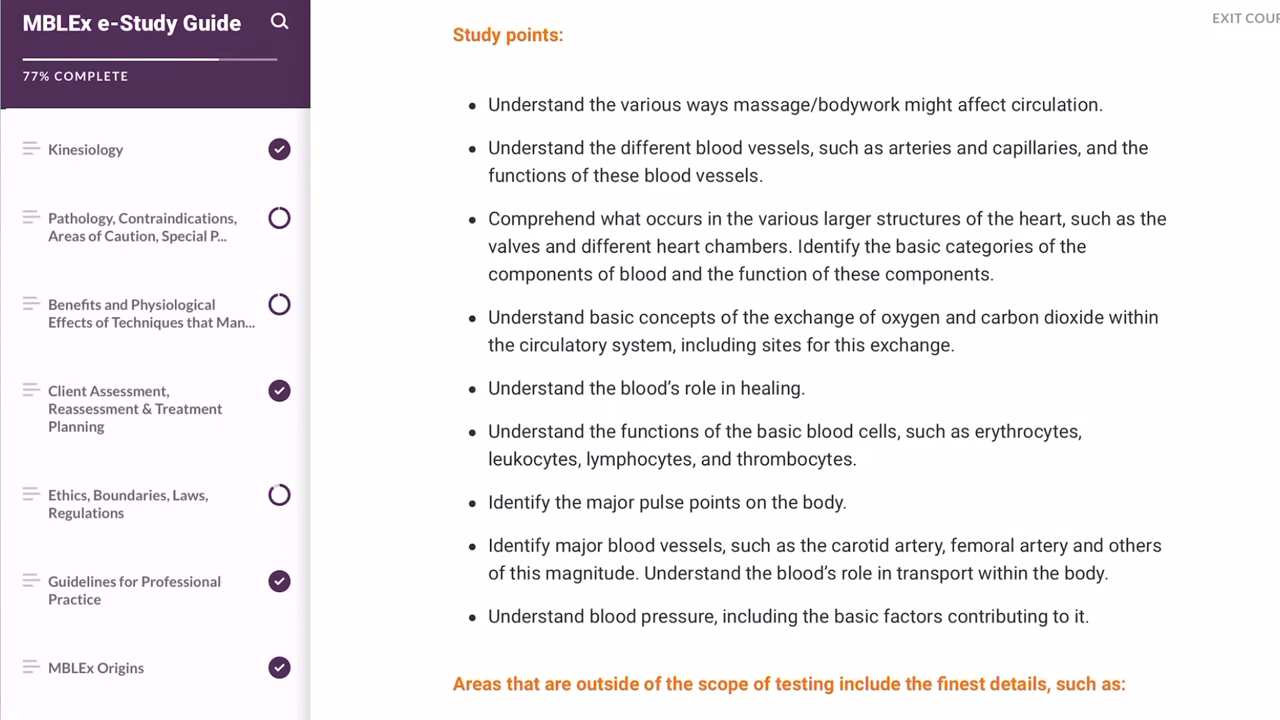 MBLEx e-Study Guide
77% COMPLETE
Kinesiology
Pathology, Contraindications,
Areas of Caution, Special P...
Benefits and Physiological
Effects of Techniques that Man...
Client Assessment,
Reassessment & Treatment
Planning
Ethics, Boundaries, Laws,
Regulations
Guidelines for Professional
Practice
MBLEx Origins
EXIT COUR
Study points:
• Understand the various ways massage/bodywork might affect circulation.
• Understand the different blood vessels, such as arteries and capillaries, and the
functions of these blood vessels.
• Comprehend what occurs in the various larger structures of the heart, such as the
valves and different heart chambers. Identify the basic categories of the
components of blood and the function of these components.
• Understand basic concepts of the exchange of oxygen and carbon dioxide within
the circulatory system, including sites for this exchange.
• Understand the blood’s role in healing.
• Understand the functions of the basic blood cells, such as erythrocytes,
leukocytes, lymphocytes, and thrombocytes.
• Identify the major pulse points on the body.
• Identify major blood vessels, such as the carotid artery, femoral artery and others
of this magnitude. Understand the blood’s role in transport within the body.
• Understand blood pressure, including the basic factors contributing to it.
Areas that are outside of the scope of testing include the finest details, such as: